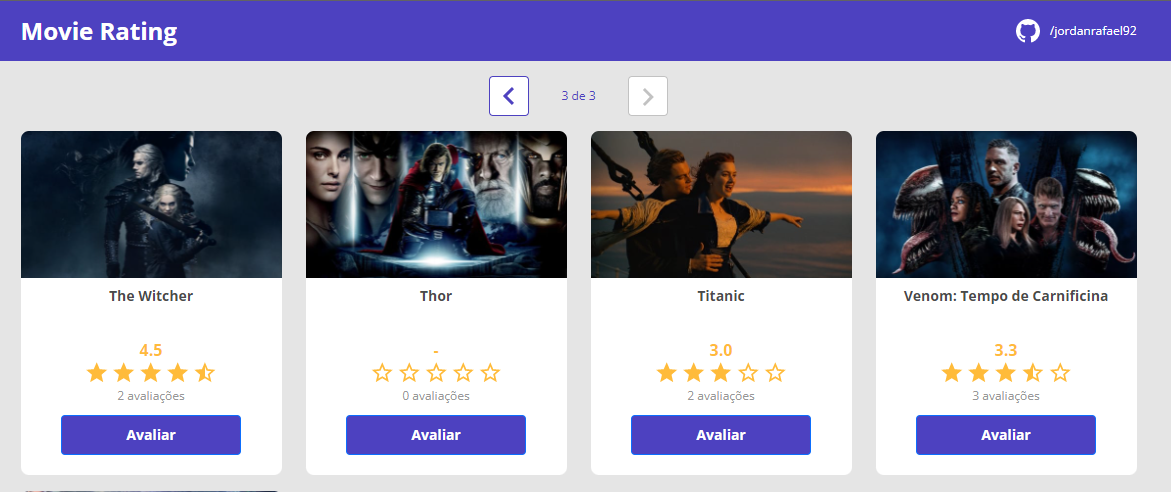 Movie Rating
/jordanrafael92
3 de 3
The Witcher
4.5
2 avaliações
Avaliar
Thor
-
0 avaliações
Avaliar
Titanic
3.0
2 avaliações
Avaliar
Venom: Tempo de Carnificina
3.3
3 avaliações
Avaliar